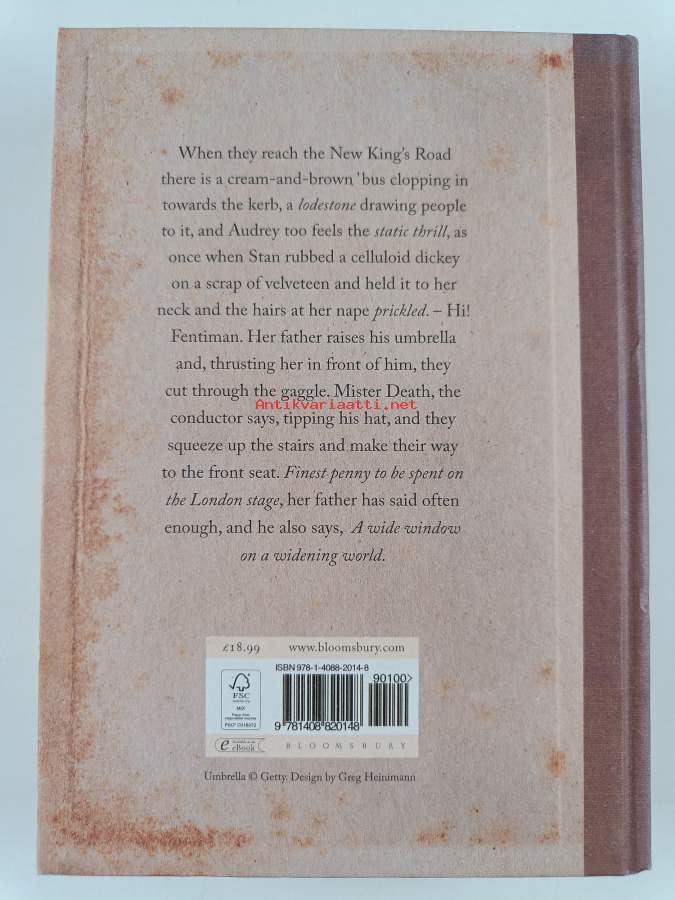 When they reach the New King's Road
there is a cream-and-brown 'bus clopping in
towards the kerb, a lodestone drawing people
to it, and Audrey too feels the static thrill, as
once when Stan rubbed a celluloid dickey
on a scrap of velveteen and held it to her
neck and the hairs at her nape prickled. – Hi!
Fentiman. Her father raises his umbrella
and, thrusting her in front of him, they
cut through the gaggle. Mister Death, the
Antikvariaatti.net
conductor says, tipping his hat, and they
squeeze up the stairs and make their way
to the front seat. Finest penny to be spent on
the London stage, her father has said often
enough, and he also says, A wide window
on a widening world.
£18.99 www.bloomsbury.com
ISBN 978-1-4088-2014-8
90100>
FSC
MIX
9 781408 820148
eBook
BLOOMSBURY
Umbrella © Getty. Design by Greg Heinimann